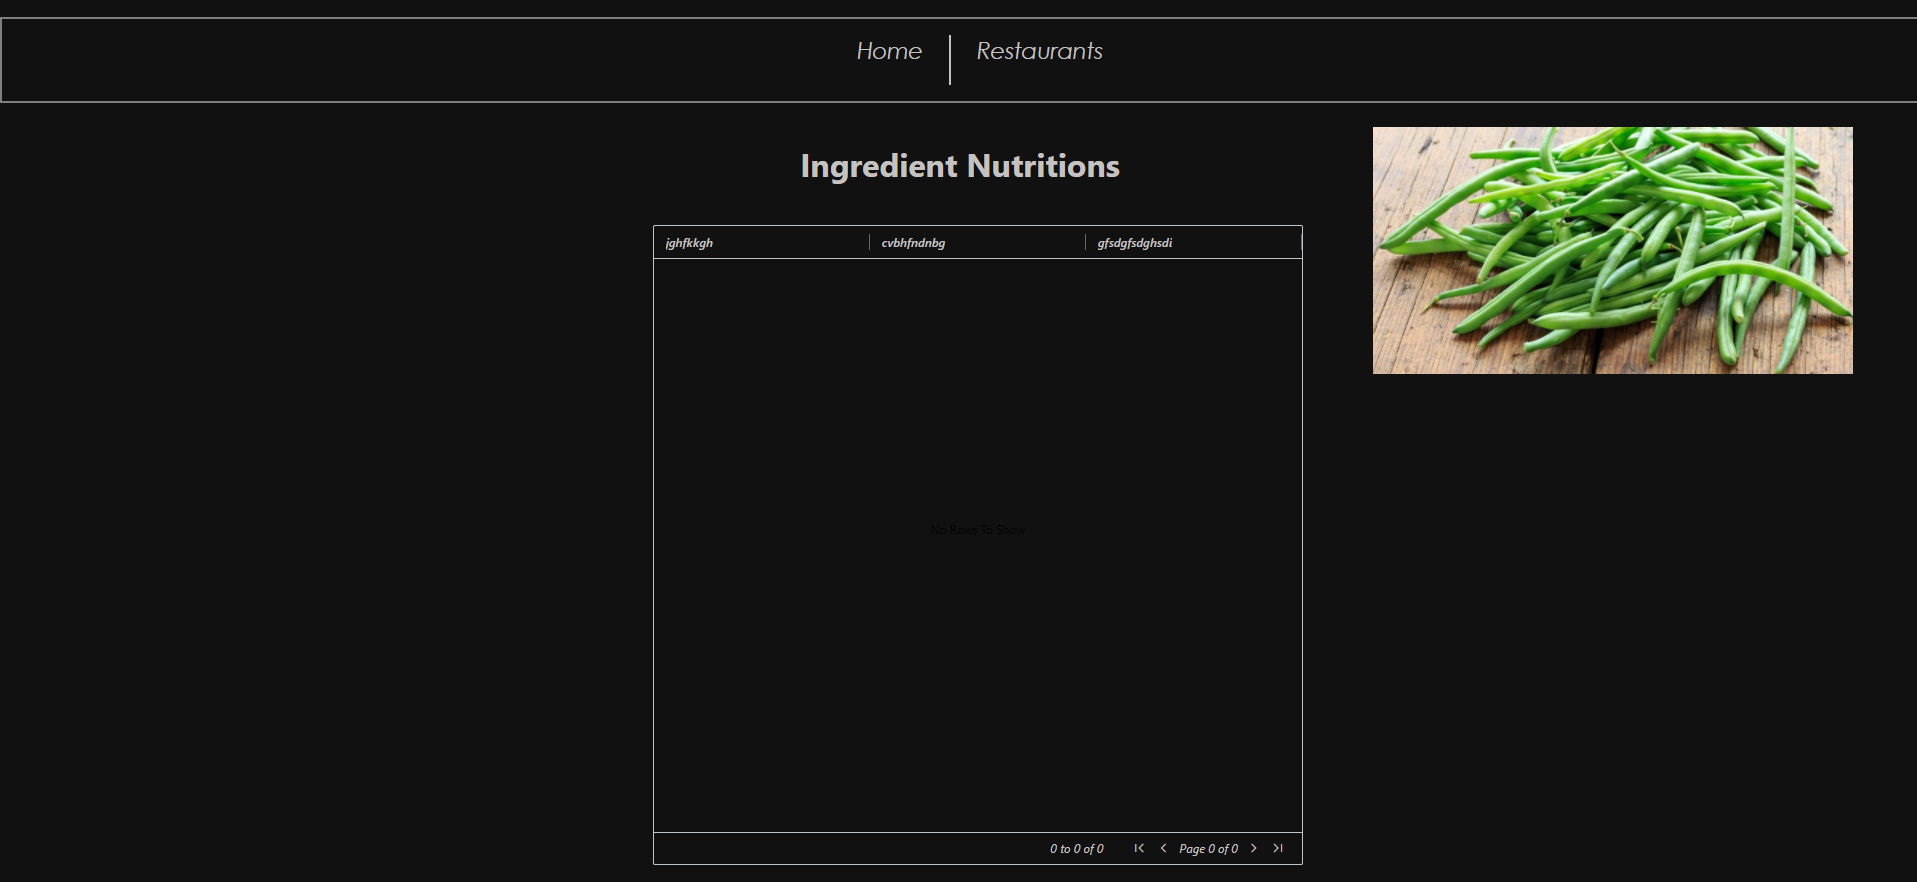 Home Restaurants
Ingredient Nutritions
jghfkkgh cvbhfndnbg gfsdgfsdghsdi
No Rows To Show
0 to 0 of 0 Page 0 of 0